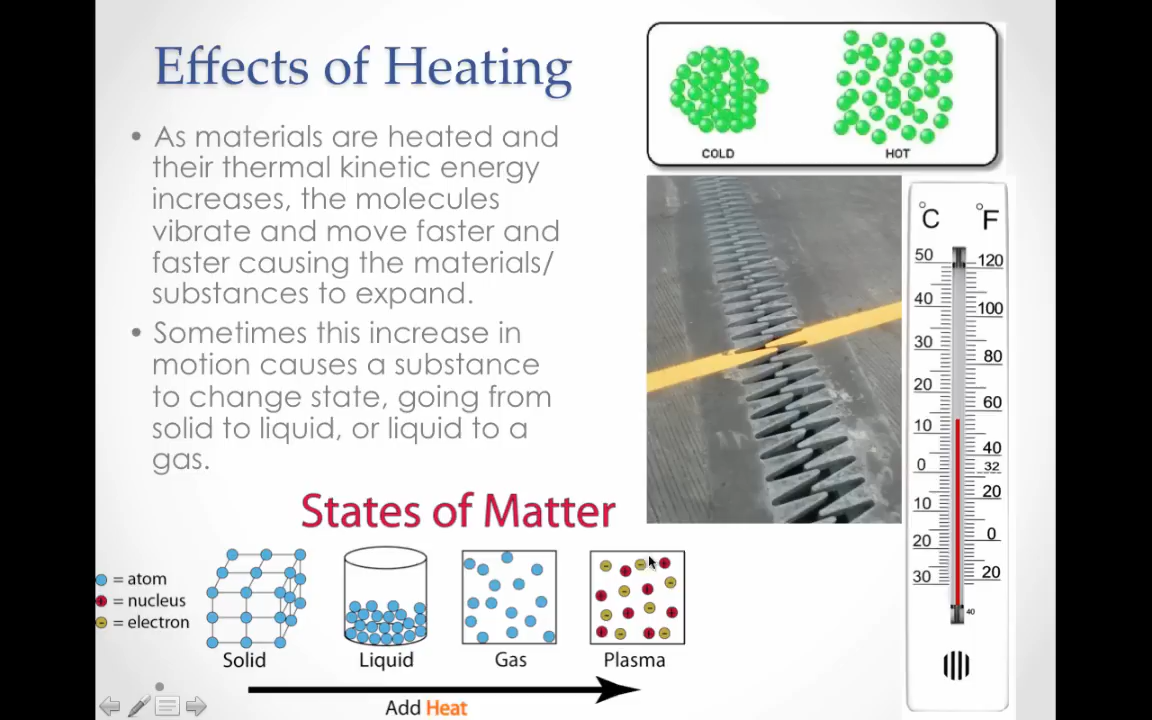 Effects of Heating
• As materials are heated and
their thermal kinetic energy
increases, the molecules
vibrate and move faster and
faster causing the materials/
substances to expand.
• Sometimes this increase in
motion causes a substance
to change state, going from
solid to liquid, or liquid to a
gas.
COLD HOT
°C °F
50 120
40 100
30 80
20 60
10 40
0 32
10 20
20 0
30 20
40
States of Matter
= atom
= nucleus
= electron
Solid Liquid Gas Plasma
Add Heat